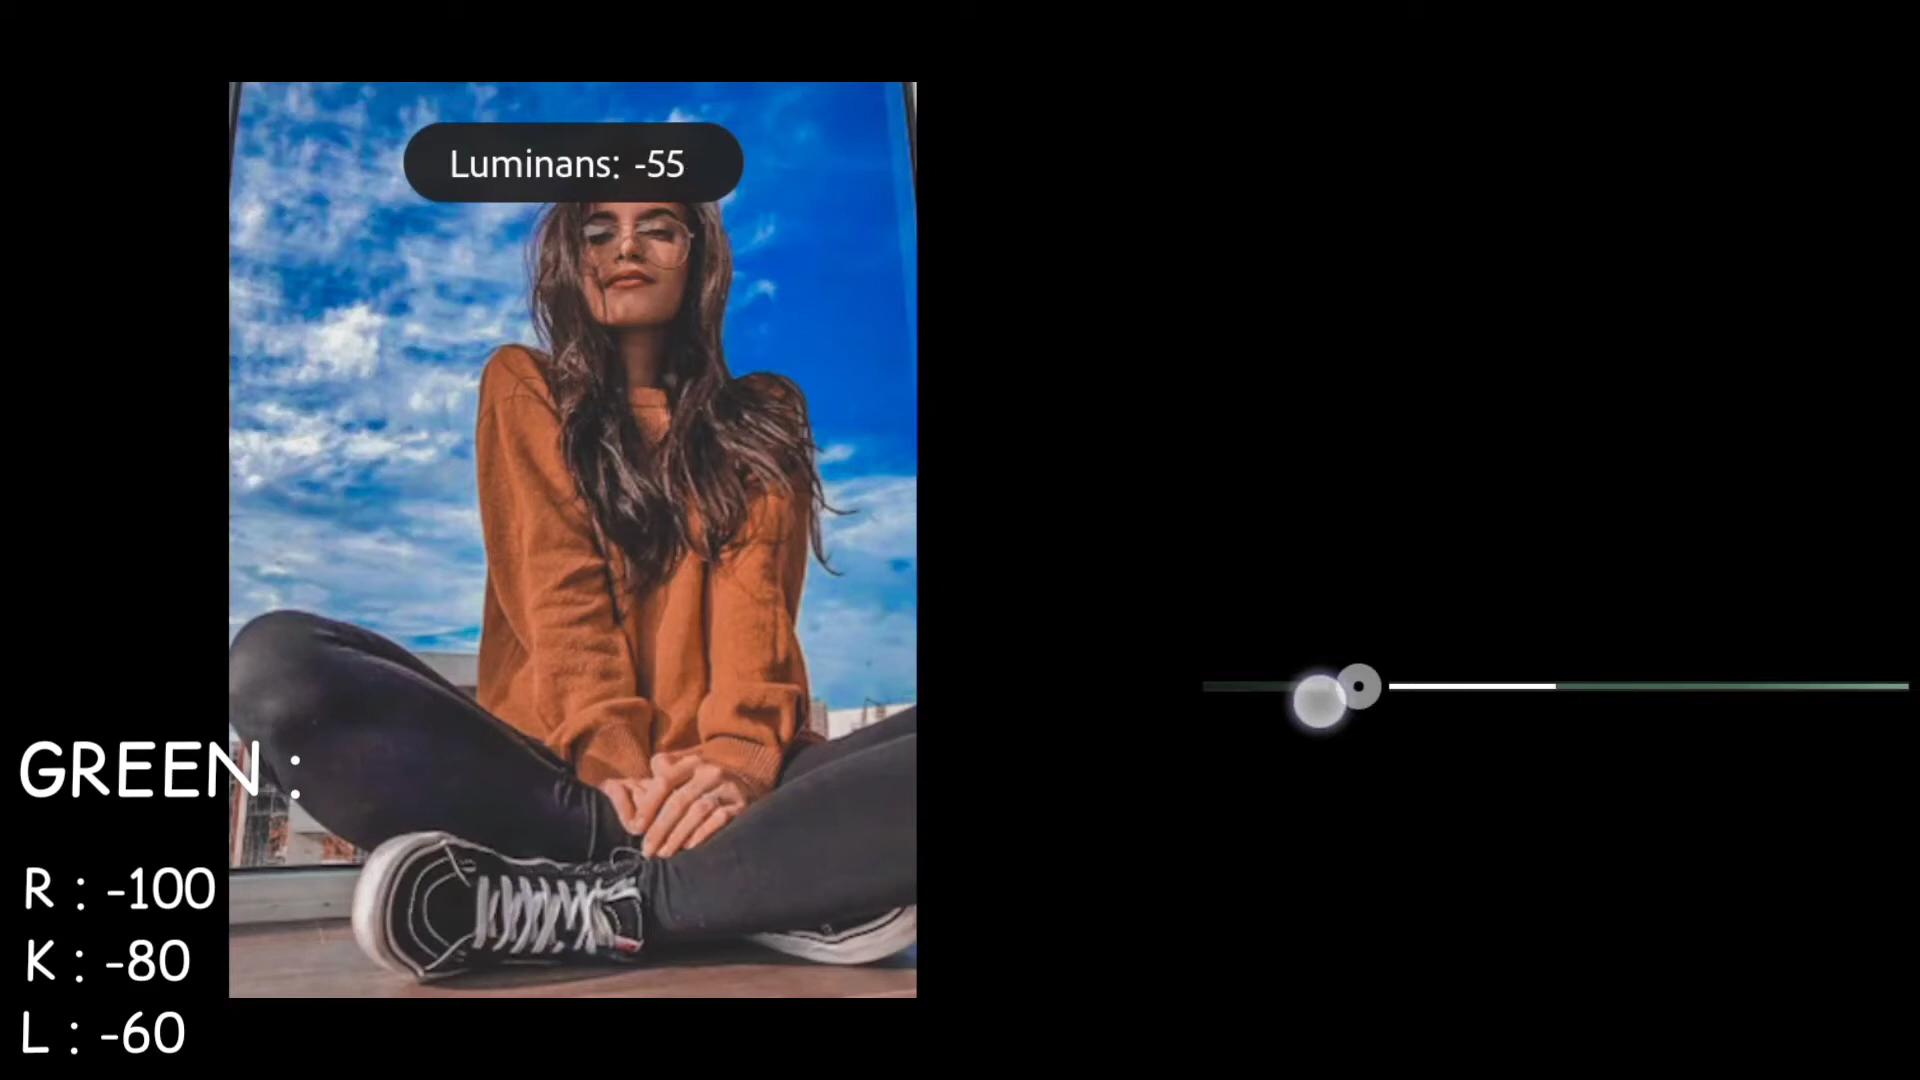 Luminans: -55
GREEN :
R : -100
K : -80
L : -60